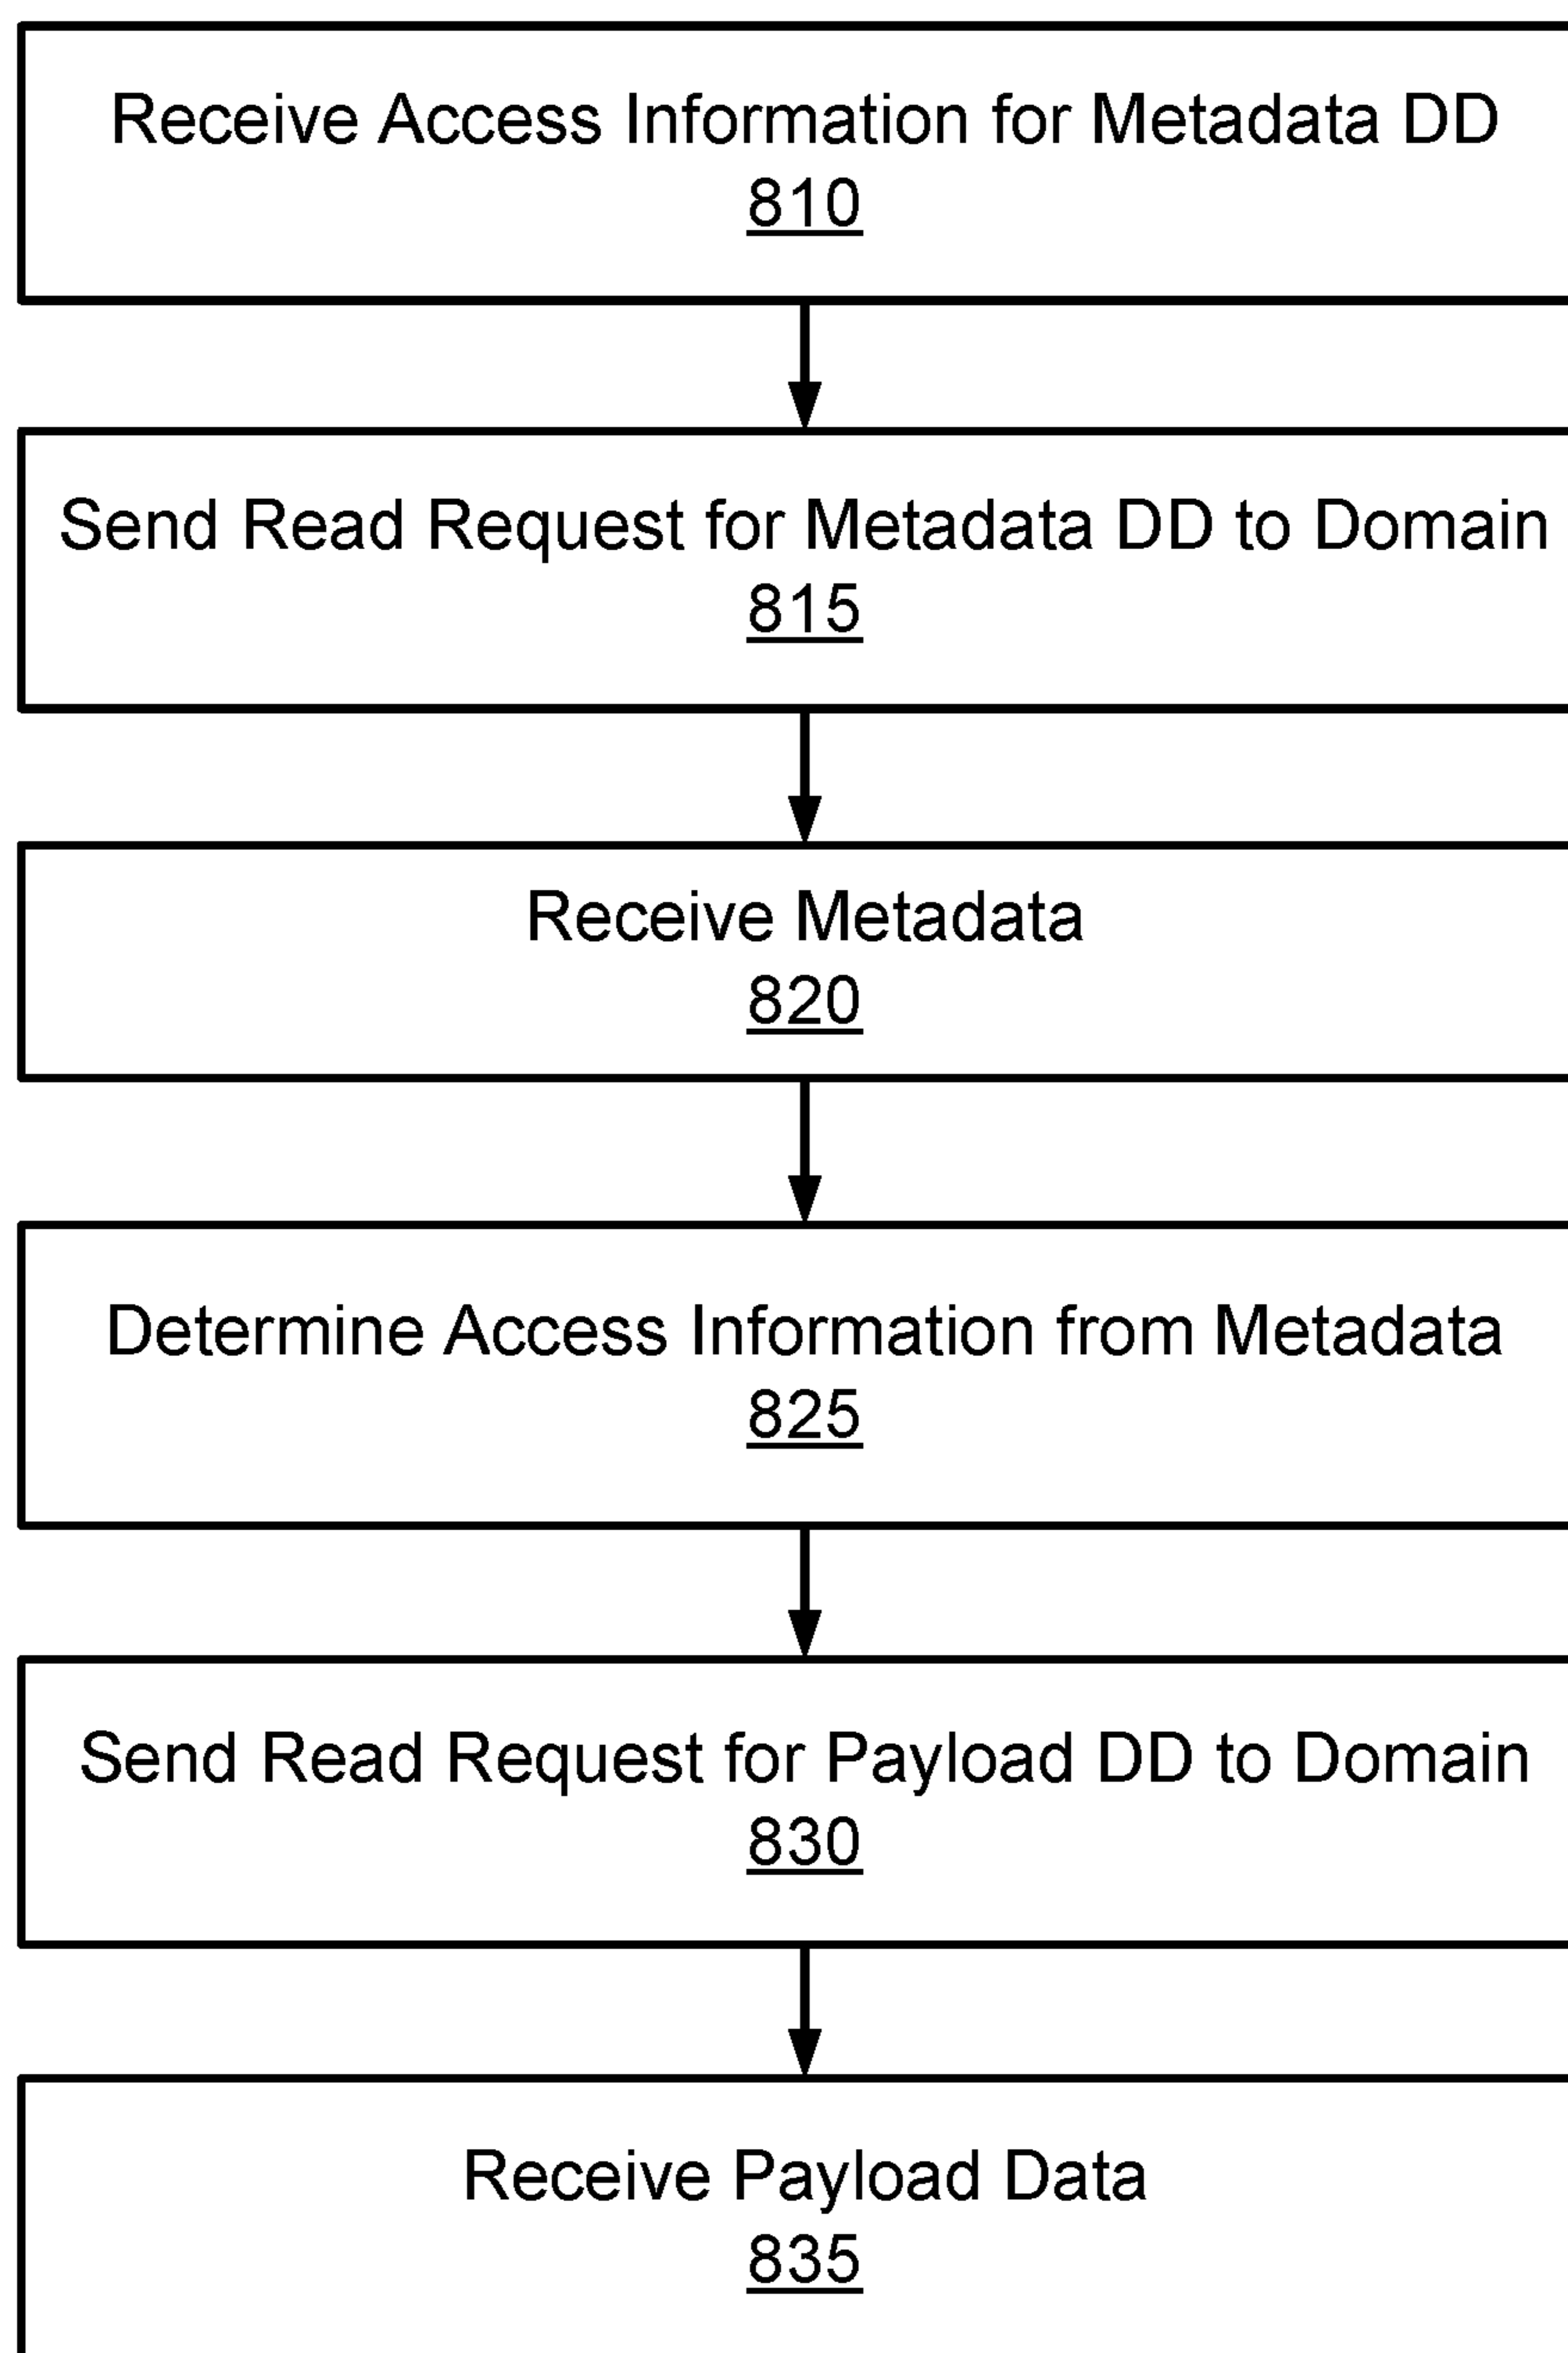 Receive Access Information for Metadata DD
810
Send Read Request for Metadata DD to Domain
815
Receive Metadata
820
Determine Access Information from Metadata
825
Send Read Request for Payload DD to Domain
830
Receive Payload Data
835